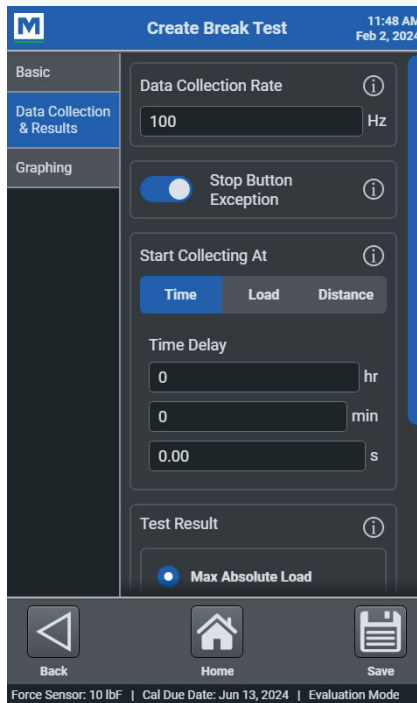 M
Create Break Test
11:48 AM
Feb 2, 2024
Basic
Data Collection
& Results
Graphing
Data Collection Rate
100
Hz
Stop Button
Exception
Start Collecting At
Time
Load
Distance
Time Delay
0
hr
0
min
0.00
s
Test Result
Max Absolute Load
Back
Home
Save
Force Sensor: 10 lbF | Cal Due Date: Jun 13, 2024 | Evaluation Mode